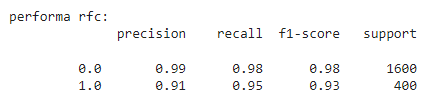 performa rfc:
precision recall f1-score support
0.0 0.99 0.98 0.98 1600
1.0 0.91 0.95 0.93 400